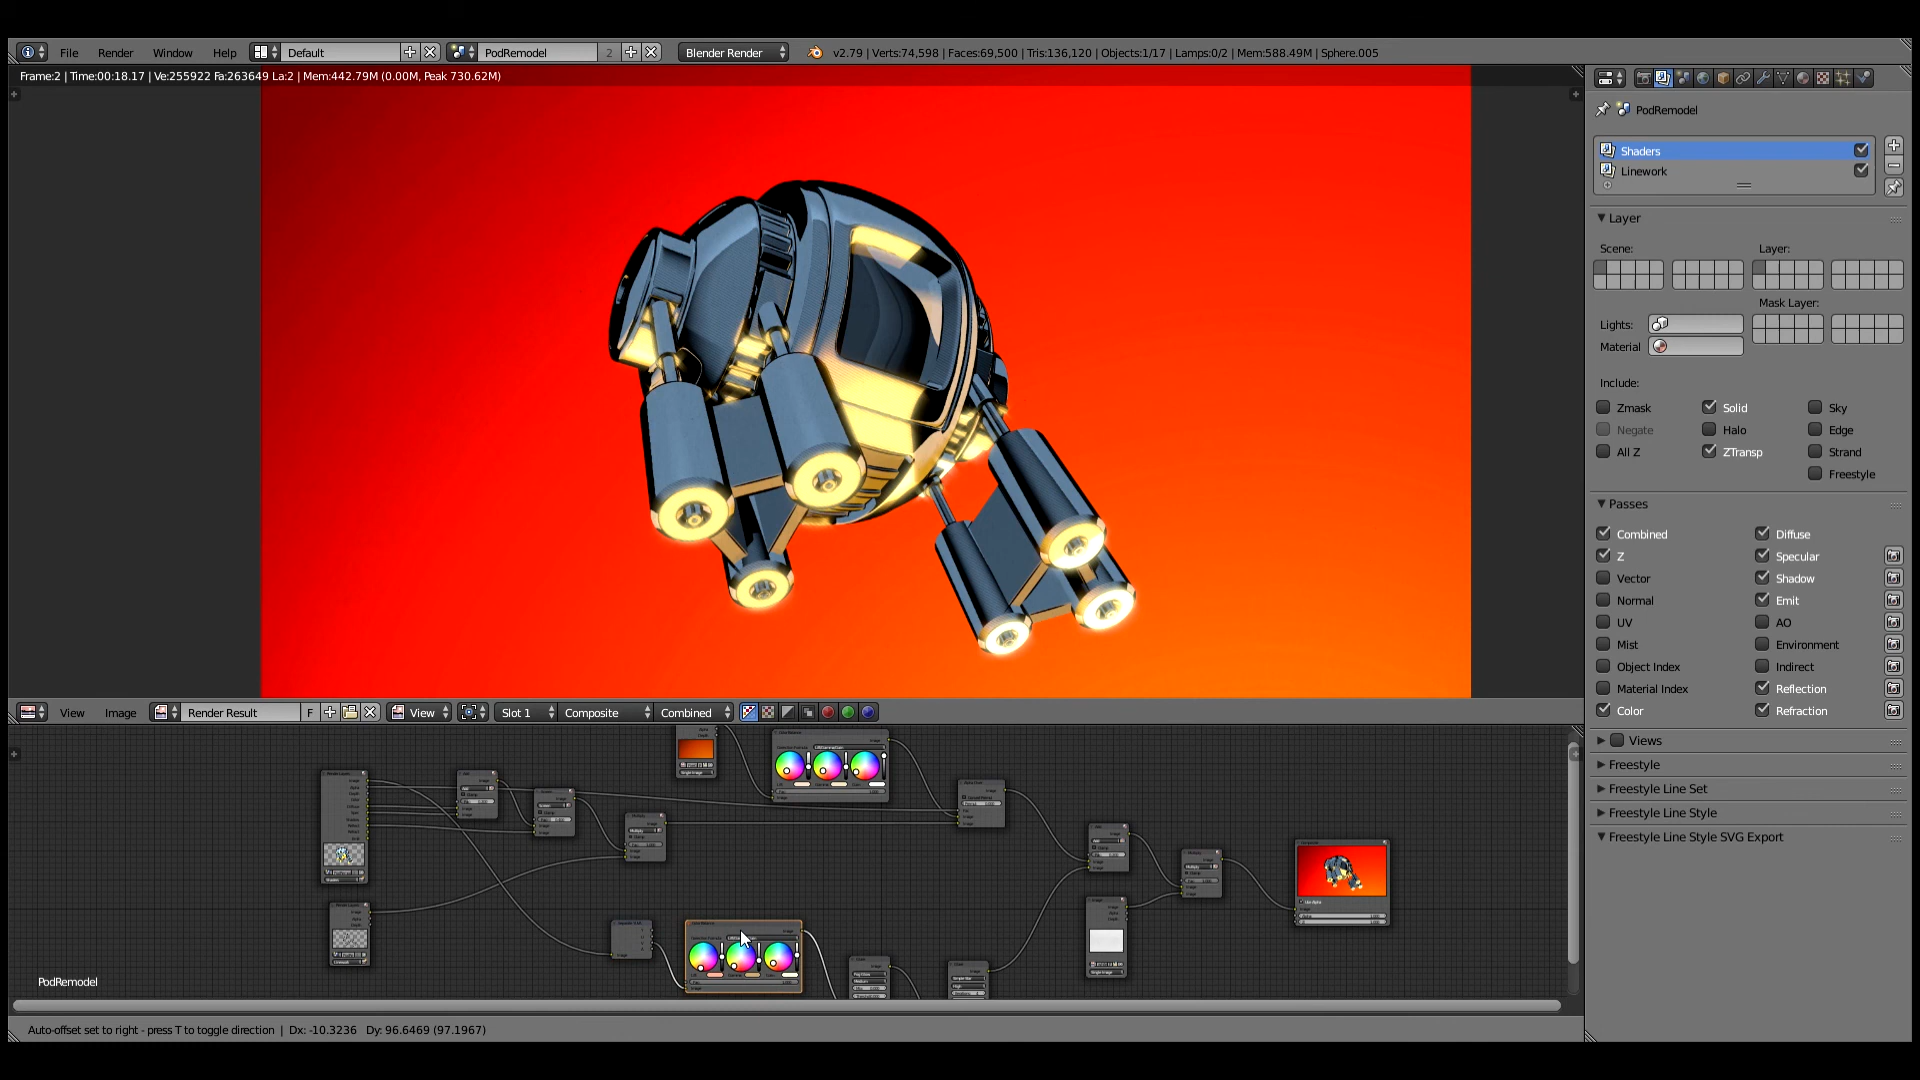 File Render Window Help Default PodRemodel 2 Blender Render v2.79 | Verts:74,598 | Faces:69,500 | Tris:136,120 | Objects:1/17 | Lamps:0/2 | Mem:588.49M | Sphere.005
Frame:2 | Time:00:18.17 | Ve:255922 Fa:263649 La:2 | Mem:442.79M (0.00M, Peak 730.62M)
PodRemodel
Shaders
Linework
Layer
Scene: Layer:
Mask Layer:
Lights:
Material
Include:
Zmask Solid Sky
Negate Halo Edge
All Z ZTransp Strand
Freestyle
Passes
Combined Diffuse
Z Specular
Vector Shadow
Normal Emit
UV AO
Mist Environment
Object Index Indirect
Material Index Reflection
Color Refraction
Views
Freestyle
Freestyle Line Set
Freestyle Line Style
Freestyle Line Style SVG Export
View Image Render Result F View Slot 1 Composite Combined
PodRemodel
Auto-offset set to right - press T to toggle direction | Dx: -10.3236 Dy: 96.6469 (97.1967)